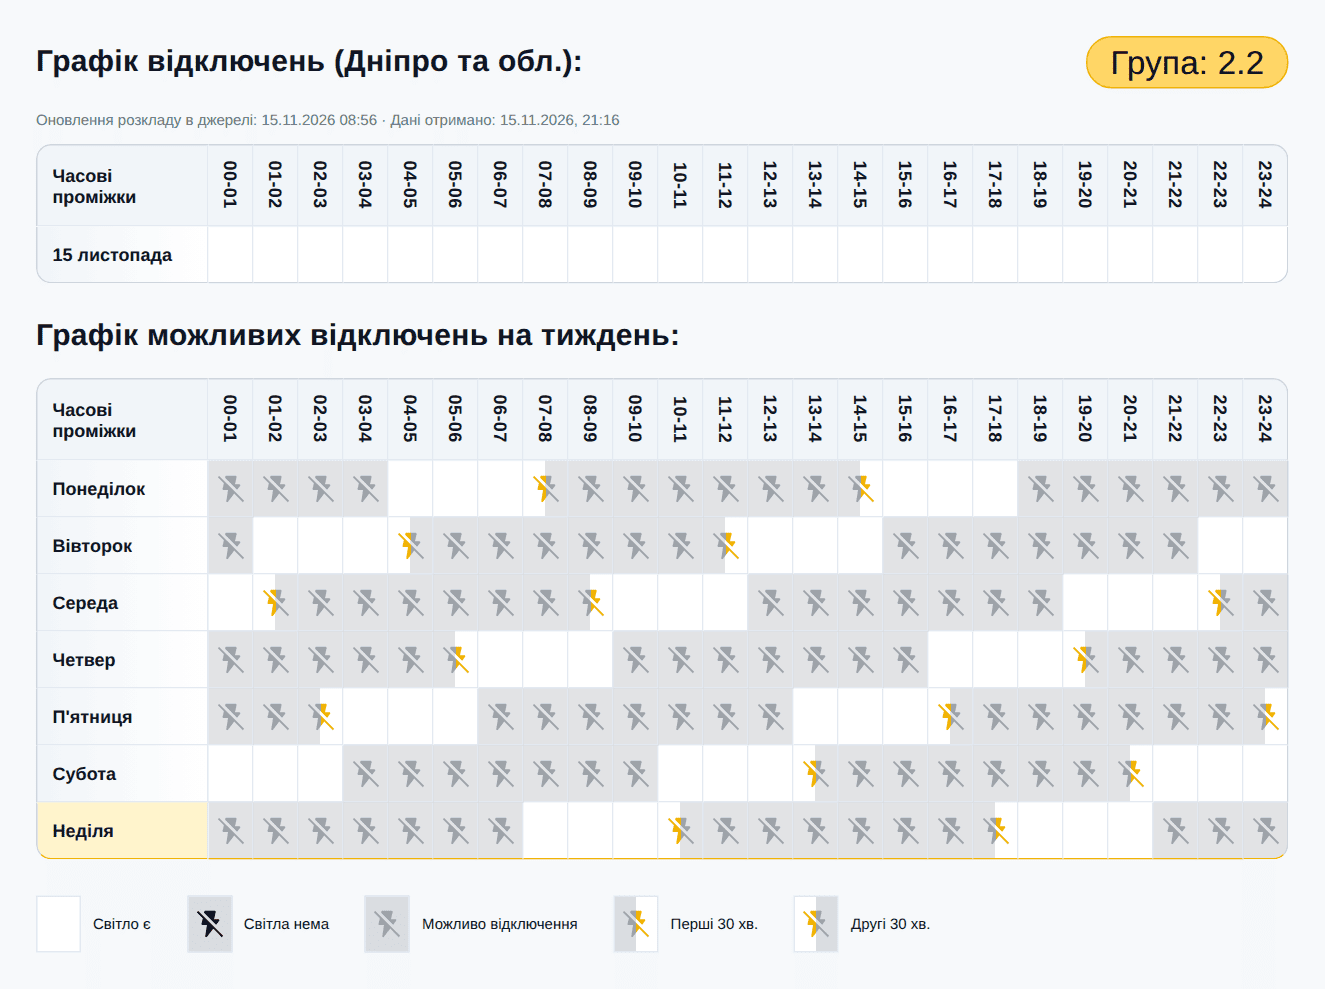 Графік відключень (Дніпро та обл.):
Група: 2.2
Оновлення розкладу в джерелі: 15.11.2026 08:56 · Дані отримано: 15.11.2026, 21:16
Часові
проміжки
00-01 01-02 02-03 03-04 04-05 05-06 06-07 07-08 08-09 09-10 10-11 11-12 12-13 13-14 14-15 15-16 16-17 17-18 18-19 19-20 20-21 21-22 22-23 23-24
15 листопада
Графік можливих відключень на тиждень:
Часові
проміжки
00-01 01-02 02-03 03-04 04-05 05-06 06-07 07-08 08-09 09-10 10-11 11-12 12-13 13-14 14-15 15-16 16-17 17-18 18-19 19-20 20-21 21-22 22-23 23-24
Понеділок
Вівторок
Середа
Четвер
П'ятниця
Субота
Неділя
Світло є
Світла нема
Можливо відключення
Перші 30 хв.
Другі 30 хв.